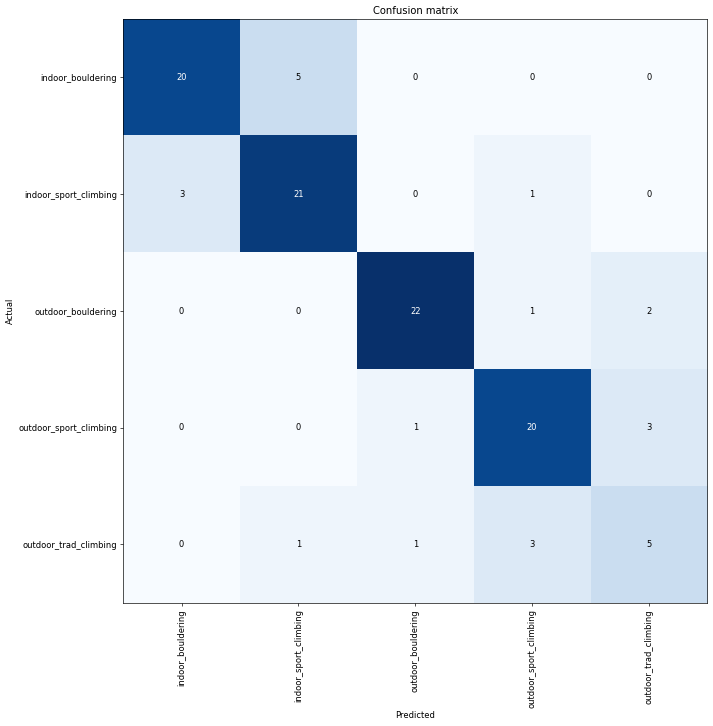 Confusion matrix
Actual
indoor_bouldering 20 5 0 0 0
indoor_sport_climbing 3 21 0 1 0
outdoor_bouldering 0 0 22 1 2
outdoor_sport_climbing 0 0 1 20 3
outdoor_trad_climbing 0 1 1 3 5
indoor_bouldering
indoor_sport_climbing
outdoor_bouldering
outdoor_sport_climbing
outdoor_trad_climbing
Predicted